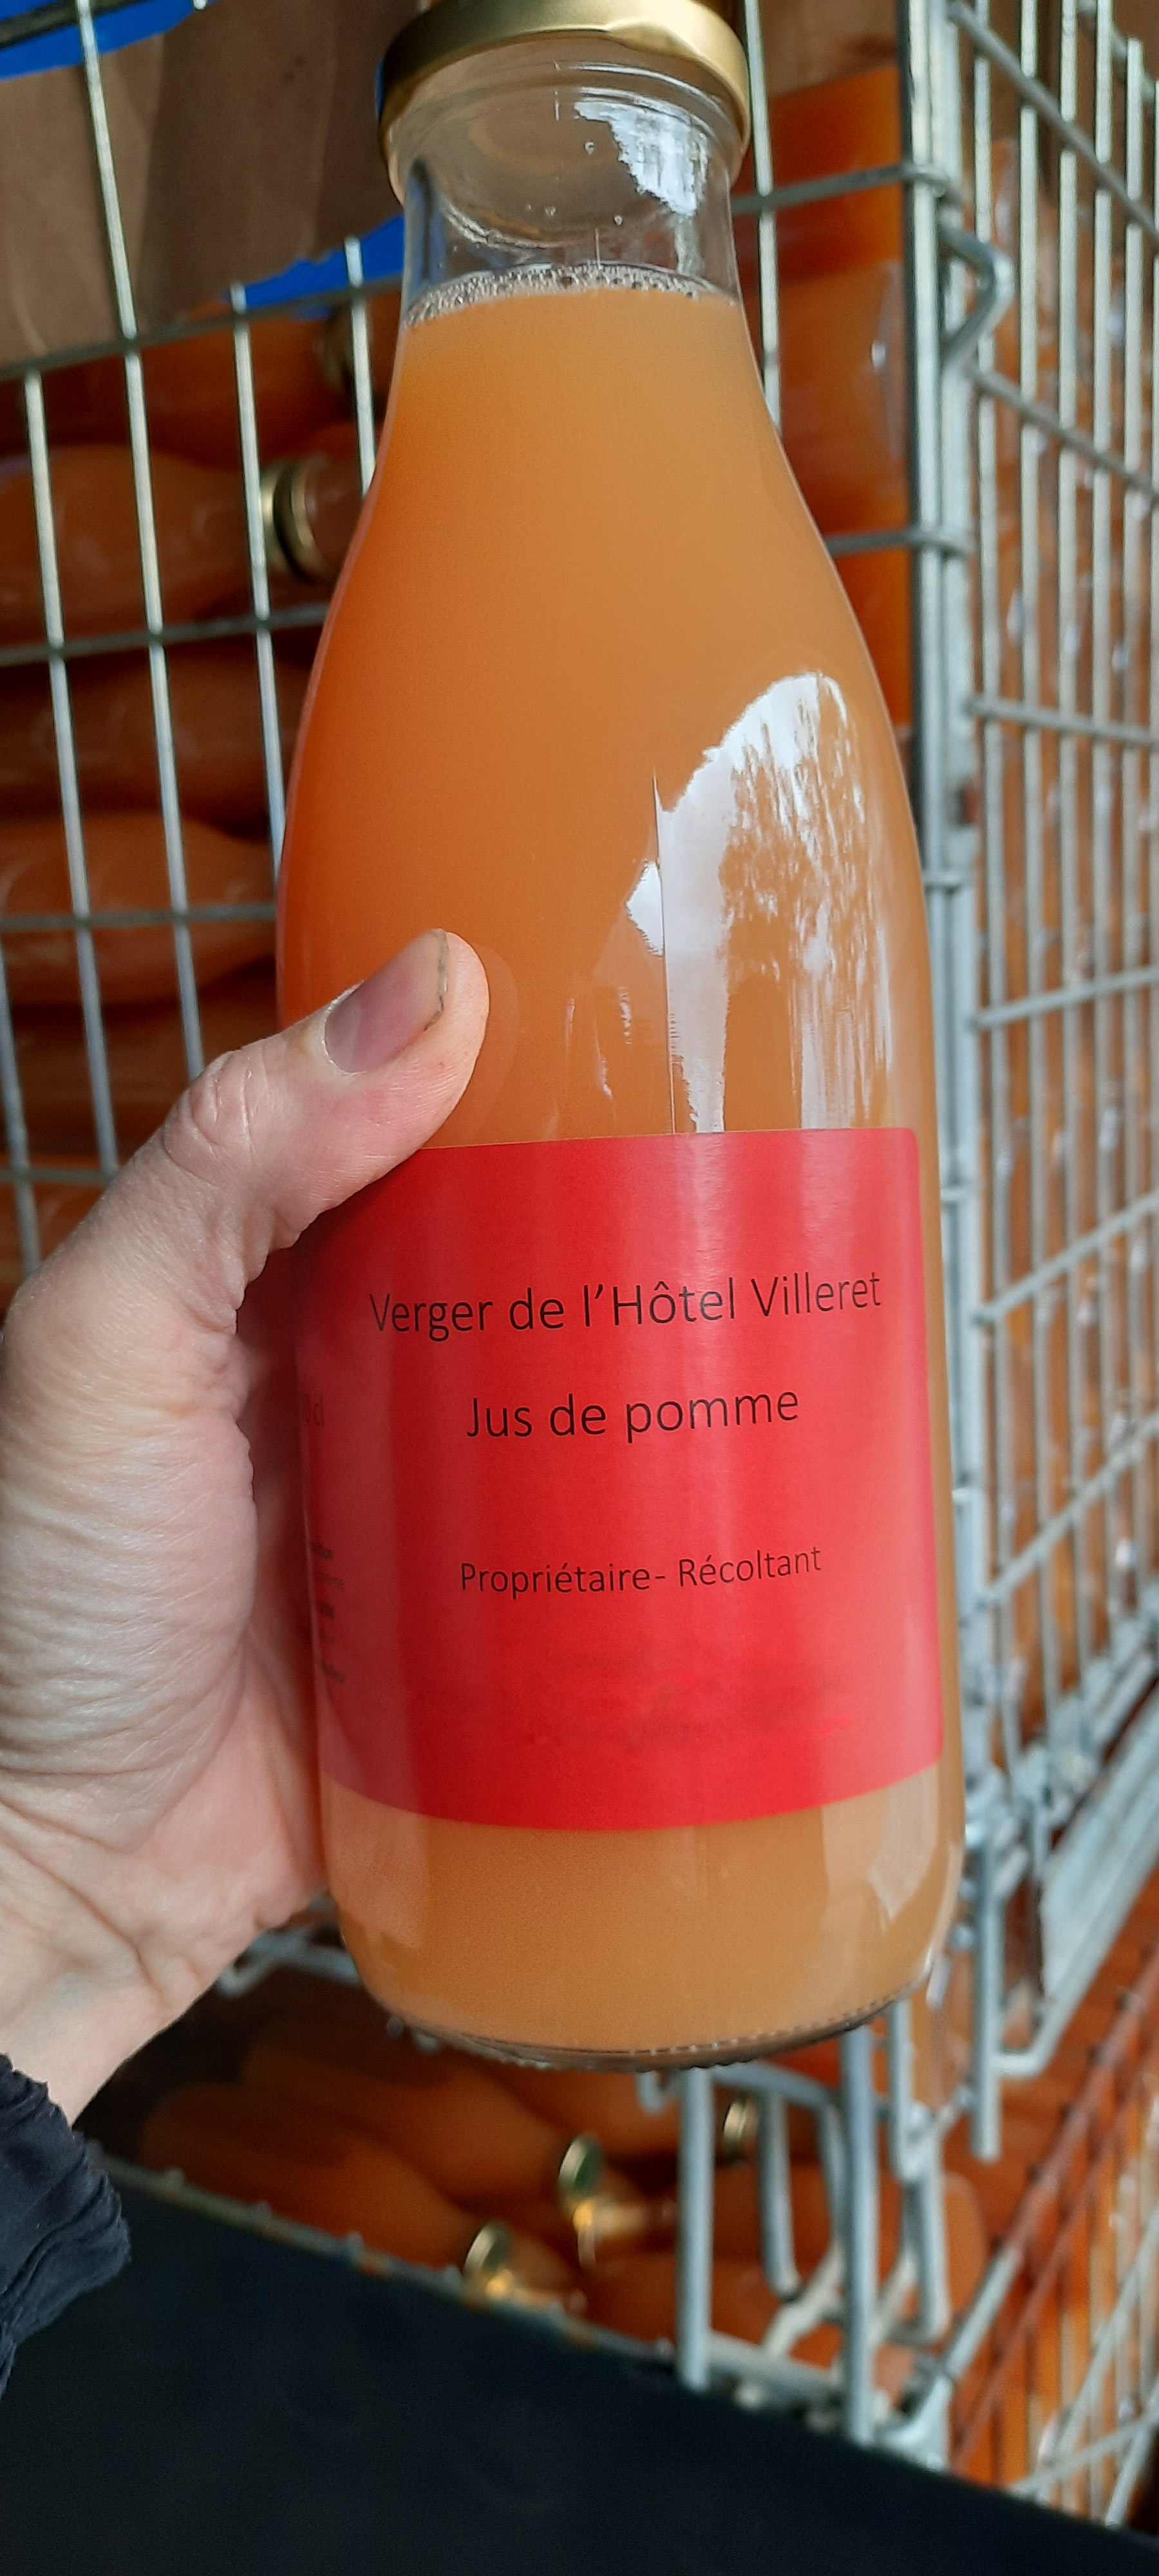 Verger de l'Hôtel Villeret
Jus de pomme
Propriétaire- Récoltant